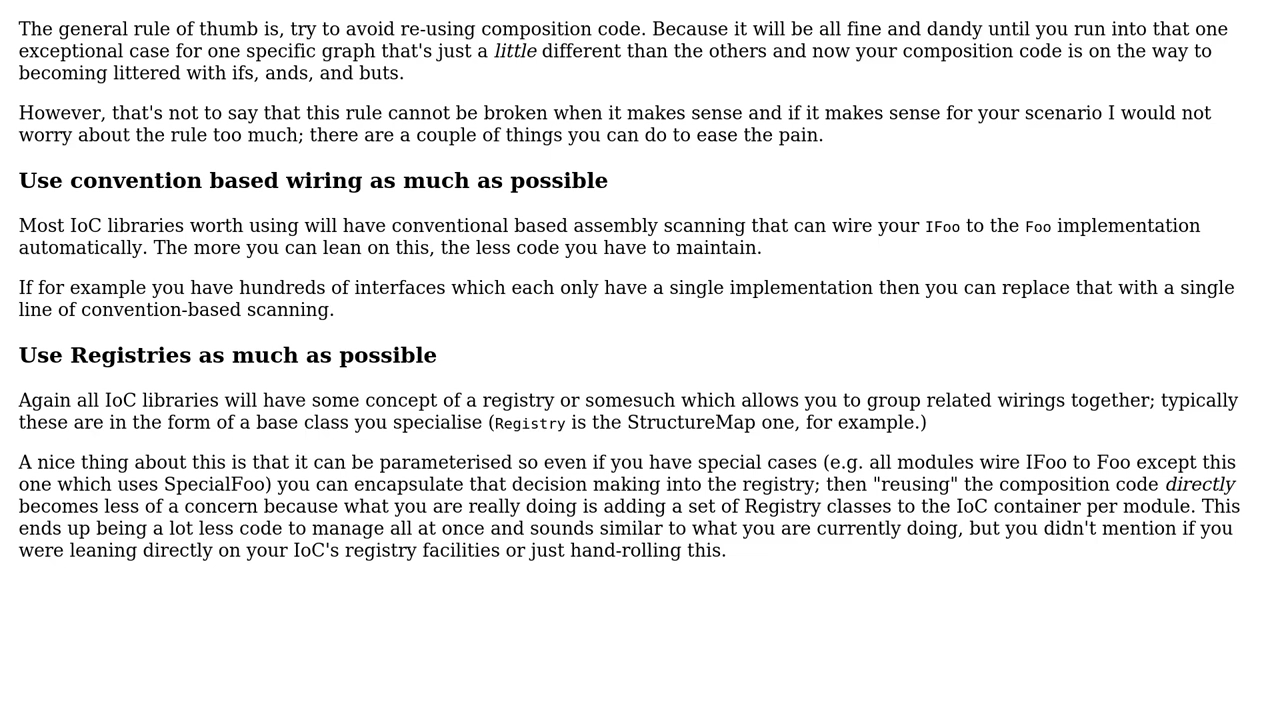 The general rule of thumb is, try to avoid re-using composition code. Because it will be all fine and dandy until you run into that one
exceptional case for one specific graph that's just a little different than the others and now your composition code is on the way to
becoming littered with ifs, ands, and buts.
However, that's not to say that this rule cannot be broken when it makes sense and if it makes sense for your scenario I would not
worry about the rule too much; there are a couple of things you can do to ease the pain.
Use convention based wiring as much as possible
Most IoC libraries worth using will have conventional based assembly scanning that can wire your IFoo to the Foo implementation
automatically. The more you can lean on this, the less code you have to maintain.
If for example you have hundreds of interfaces which each only have a single implementation then you can replace that with a single
line of convention-based scanning.
Use Registries as much as possible
Again all IoC libraries will have some concept of a registry or somesuch which allows you to group related wirings together; typically
these are in the form of a base class you specialise (Registry is the StructureMap one, for example.)
A nice thing about this is that it can be parameterised so even if you have special cases (e.g. all modules wire IFoo to Foo except this
one which uses SpecialFoo) you can encapsulate that decision making into the registry; then "reusing" the composition code directly
becomes less of a concern because what you are really doing is adding a set of Registry classes to the IoC container per module. This
ends up being a lot less code to manage all at once and sounds similar to what you are currently doing, but you didn't mention if you
were leaning directly on your IoC's registry facilities or just hand-rolling this.